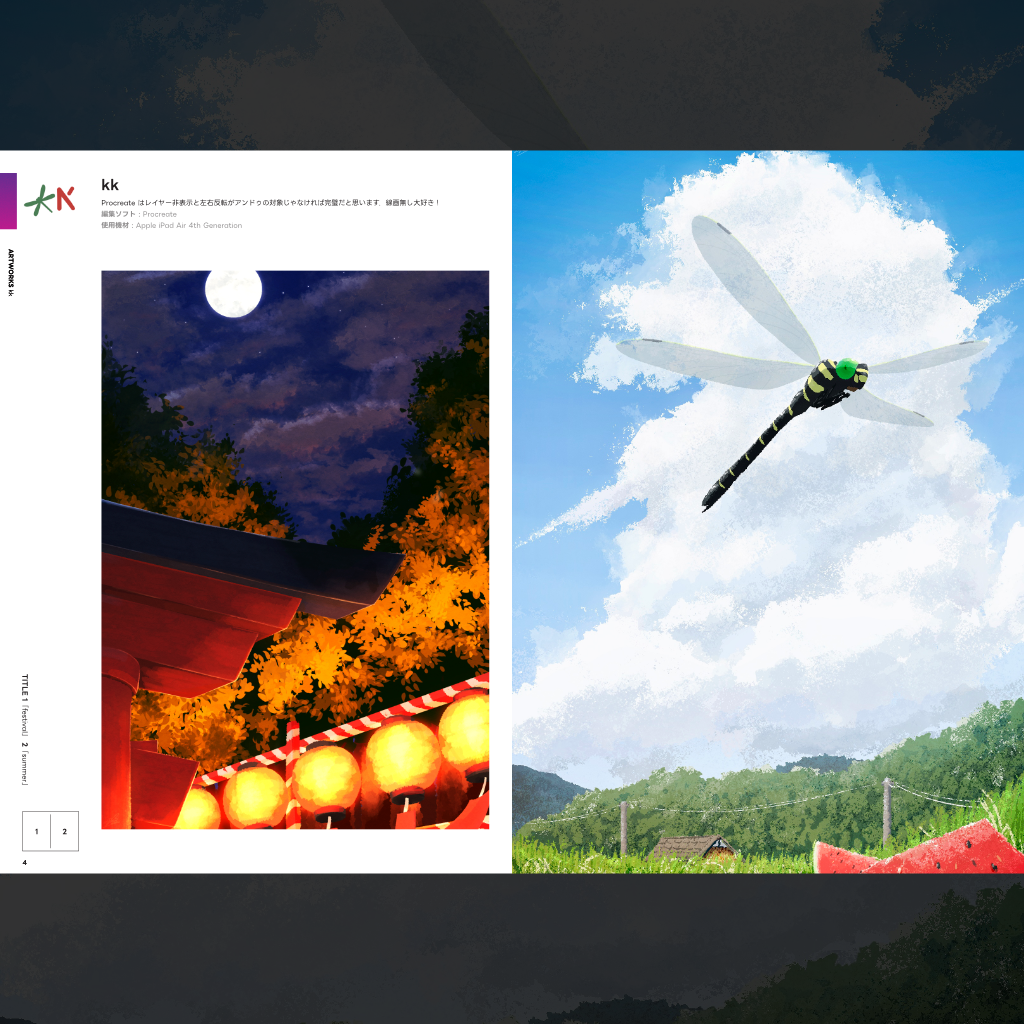 kk
Procreate はレイヤー非表示と左右反転がアンドゥの対象じゃなければ完璧だと思います。線画無し大好き！
編集ソフト : Procreate
使用機材 : Apple iPad Air 4th Generation
ARTWORKS kk
TITLE 1「festival」 2「summer」
1 2
4